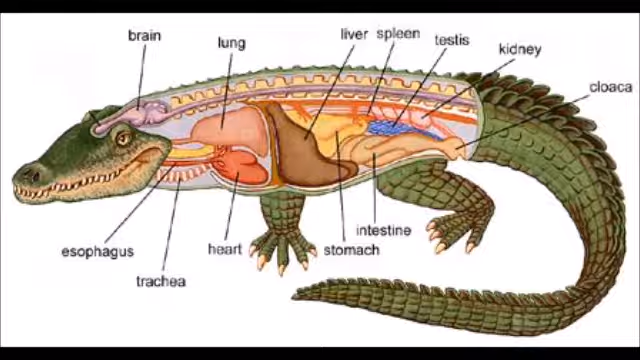 brain
lung
liver
spleen
testis
kidney
cloaca
esophagus
trachea
heart
stomach
intestine